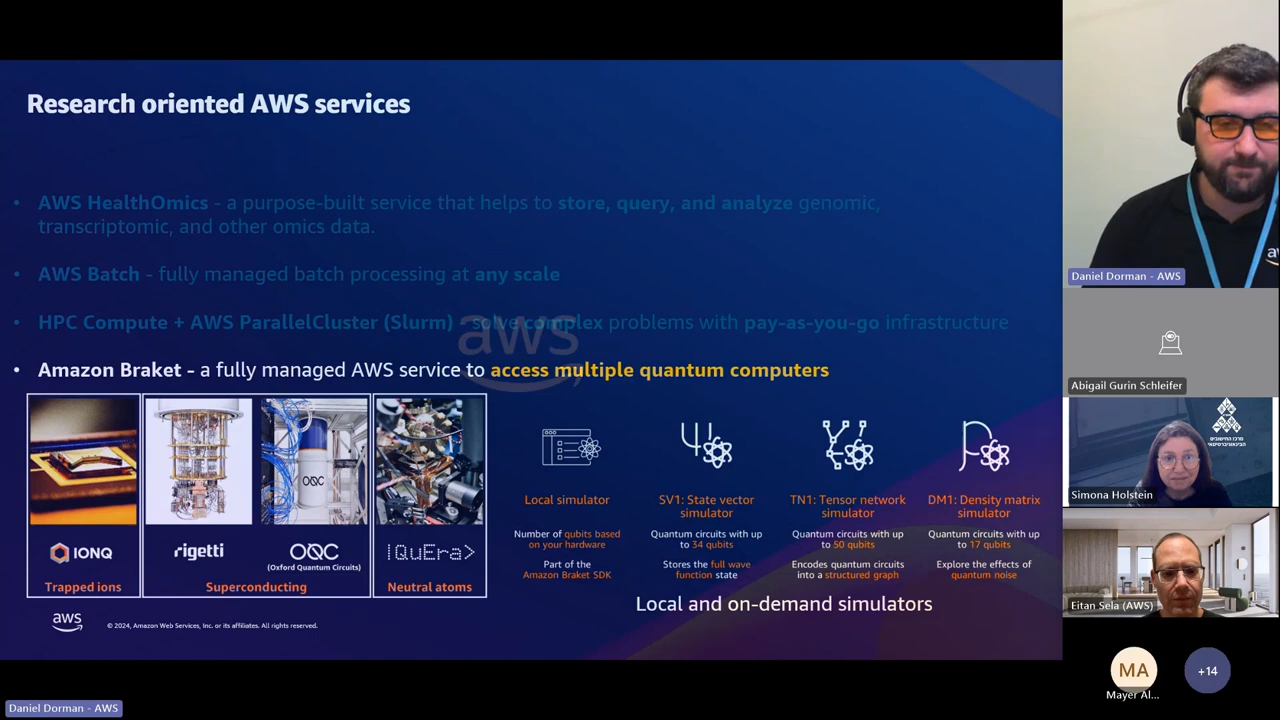 Research oriented AWS services
• AWS HealthOmics - a purpose-built service that helps to store, query, and analyze genomic,
transcriptomic, and other omics data.
• AWS Batch - fully managed batch processing at any scale
• HPC Compute + AWS ParallelCluster (Slurm) - solve complex problems with pay-as-you-go infrastructure
aws
• Amazon Braket - a fully managed AWS service to access multiple quantum computers
OQC
IONQ
Trapped ions
rigetti
OQC
(Oxford Quantum Circuits)
Superconducting
|QuEra>
Neutral atoms
Local simulator
Number of qubits based
on your hardware
Part of the
Amazon Braket SDK
SV1: State vector
simulator
Quantum circuits with up
to 34 qubits
Stores the full wave
function state
TN1: Tensor network
simulator
Quantum circuits with up
to 50 qubits
Encodes quantum circuits
into a structured graph
DM1: Density matrix
simulator
Quantum circuits with up
to 17 qubits
Explore the effects of
quantum noise
Local and on-demand simulators
aws
© 2024, Amazon Web Services, Inc. or its affiliates. All rights reserved.
Daniel Dorman - AWS
Daniel Dorman - AWS
Abigail Gurin Schleifer
מרכז החישובים
הבינאוניברסיטאי
Simona Holstein
Eitan Sela (AWS)
MA
Mayer Al...
+14